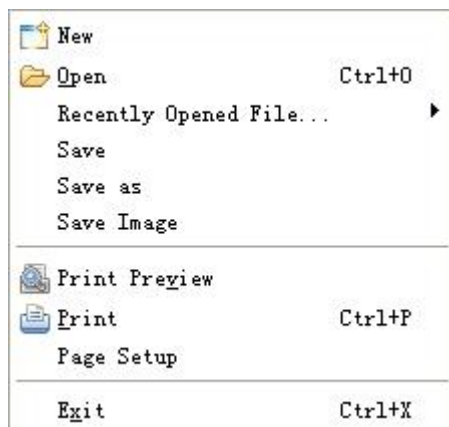 New
Open Ctrl+O
Recently Opened File...
Save
Save as
Save Image
Print Preview
Print Ctrl+P
Page Setup
Exit Ctrl+X